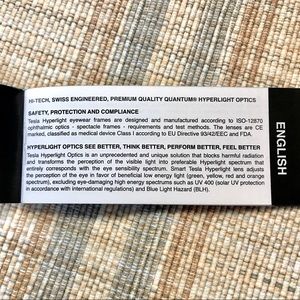 HI-TECH, SWISS ENGINEERED, PREMIUM QUALITY QUANTUM® HYPERLIGHT OPTICS
SAFETY, PROTECTION AND COMPLIANCE
Tesla Hyperlight eyewear frames are designed and manufactured according to ISO-12870
ophthalmic optics - spectacle frames - requirements and test methods. The lenses are CE
marked, classified as medical device Class I according to EU Directive 93/42/EEC and FDA.
HYPERLIGHT OPTICS SEE BETTER, THINK BETTER, PERFORM BETTER, FEEL BETTER
Tesla Hyperlight Optics is an unprecedented and unique solution that blocks harmful radiation
and transforms the perception of the visible light into preferable Hyperlight spectrum that
entirely corresponds with the eye sensibility spectrum. Smart Tesla Hyperlight lens adjusts
the perception of the eye in favor of beneficial low energy light (green, yellow, red and orange
spectrum), excluding eye-damaging high energy spectrums such as UV 400 (solar UV protection
in accordance with international regulations) and Blue Light Hazard (BLH).
ENGLISH